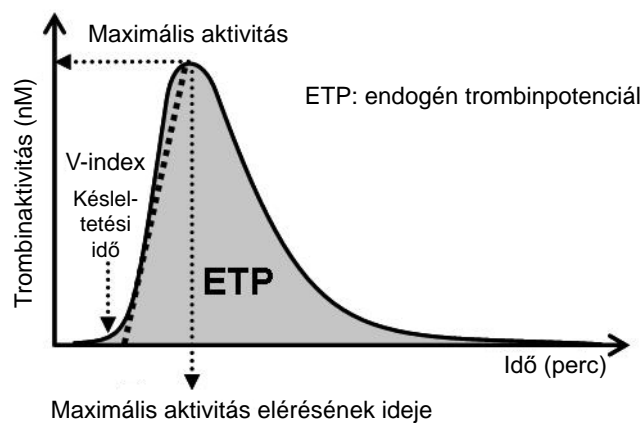 Maximális aktivitás
ETP: endogén trombinpotenciál
Trombinaktivitás (nM)
V-index
Késlel-
tetési
idő
ETP
Idő (perc)
Maximális aktivitás elérésének ideje